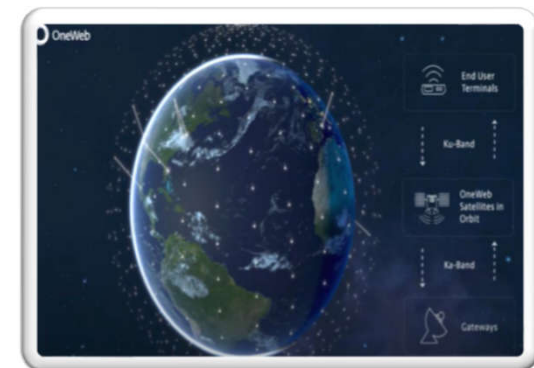 OneWeb
End User
Terminals
Ku-Band
OneWeb
Satellites in
Orbit
Ka-Band
Gateways